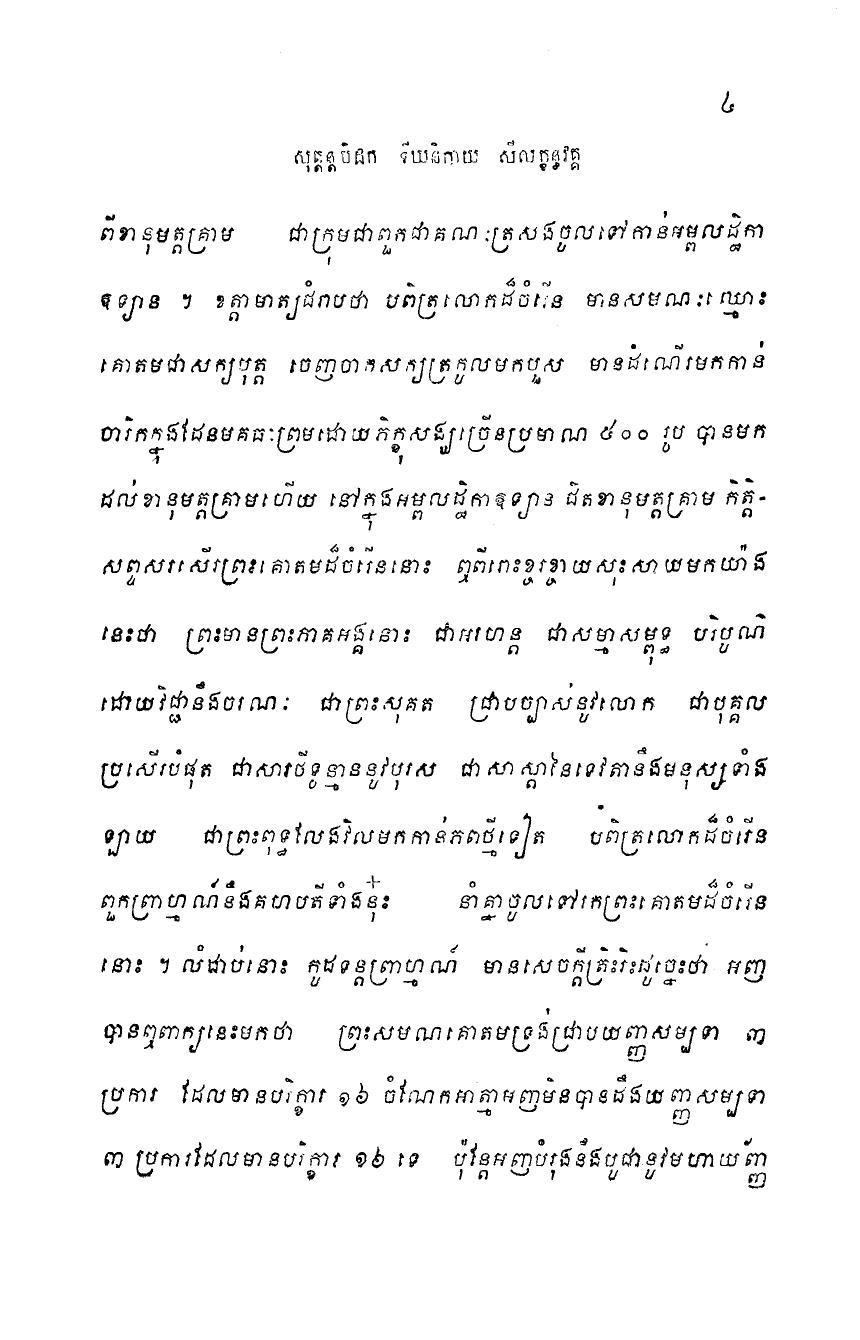 ៤
សុត្តន្តបិដក ទីឃនិកាយ សីលក្ខន្ធវគ្គ
ពីខានុមត្តគ្រាម ជាក្រុមជាពួកជាគណៈត្រសងចូលទៅកាន់អម្ពលដ្ឋិកា
ឧទ្យាន ។ ខត្តាមាត្យជំរាបថា បពិត្រលោកដ៏ចំរើន មានសមណៈឈ្មោះ
គោតមជាសក្យបុត្ត ចេញចាកសក្យត្រកូលមកបួស មានដំណើរមកកាន់
ចារិកក្នុងដែនមគធៈព្រមដោយភិក្ខុសង្ឃច្រើនប្រមាណ ៥០០ រូប បានមក
ដល់ខានុមត្តគ្រាមហើយ នៅក្នុងអម្ពលដ្ឋិកាឧទ្យាន ជិតខានុមត្តគ្រាម កិត្តិ-
សព្ទសរសើរព្រះគោតមដ៏ចំរើននោះ ឮពីរោះខ្ចរខ្ចាយសុះសាយមកយ៉ាង
នេះថា ព្រះមានព្រះភាគអង្គនោះ ជាអរហន្ត ជាសម្មាសម្ពុទ្ធ បរិបូណ៌
ដោយវិជ្ជានឹងចរណៈ ជាព្រះសុគត ជ្រាបច្បាស់នូវលោក ជាបុគ្គល
ប្រសើរបំផុត ជាសារថីទូន្មាននូវបុរស ជាសាស្តានៃទេវតានឹងមនុស្សទាំង
ឡាយ ជាព្រះពុទ្ធលែងវិលមកកាន់ភពថ្មីទៀត បំពិត្រលោកដ៏ចំរើន
ពួកព្រាហ្មណ៍នឹងគហបតីទាំងនុ៎ះ នាំគ្នាចូលទៅរកព្រះគោតមដ៏ចំរើន
នោះ ។ លំដាប់នោះ កូដទន្តព្រាហ្មណ៍ មានសេចក្តីត្រិះរិះដូច្នេះថា អញ
បានឮពាក្យនេះមកថា ព្រះសមណគោតមទ្រង់ជ្រាបយញ្ញសម្បទា ៣
ប្រការ ដែលមានបរិក្ខារ ១៦ ចំណែកអាត្មាអញមិនបានដឹងយញ្ញសម្បទា
៣ ប្រការដែលមានបរិក្ខារ ១៦ ទេ ប៉ុន្តែអញបំរុងនឹងបូជានូវមហាយ័ញ្ញ